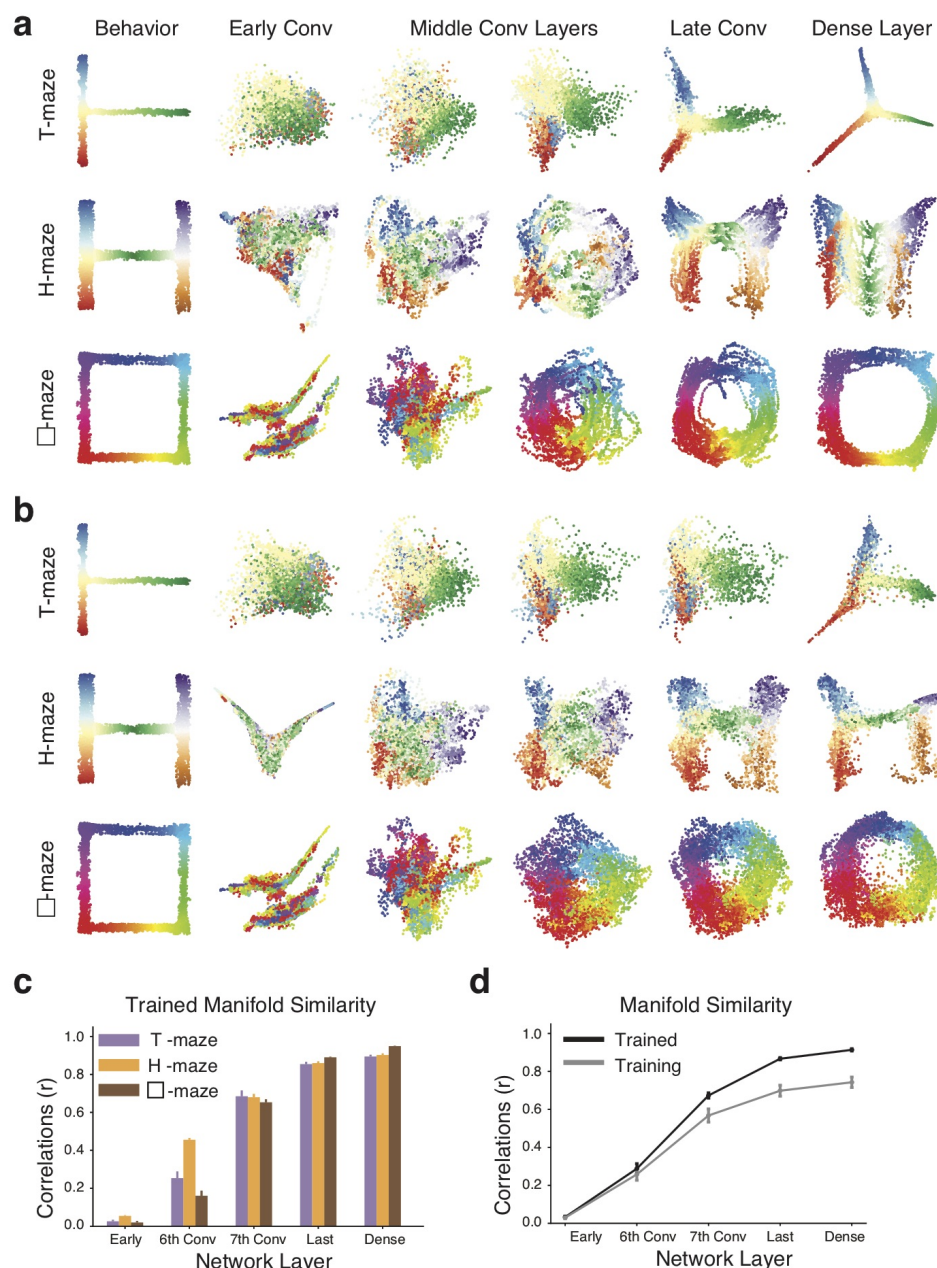 a
Behavior Early Conv Middle Conv Layers Late Conv Dense Layer
T-maze
H-maze
□-maze
b
T-maze
H-maze
□-maze
c
Trained Manifold Similarity
T -maze
H -maze
□-maze
Correlations (r)
1.0
0.8
0.6
0.4
0.2
0.0
Early 6th Conv 7th Conv Last Dense
Network Layer
d
Manifold Similarity
Trained
Training
Correlations (r)
1.0
0.8
0.6
0.4
0.2
0.0
Early 6th Conv 7th Conv Last Dense
Network Layer